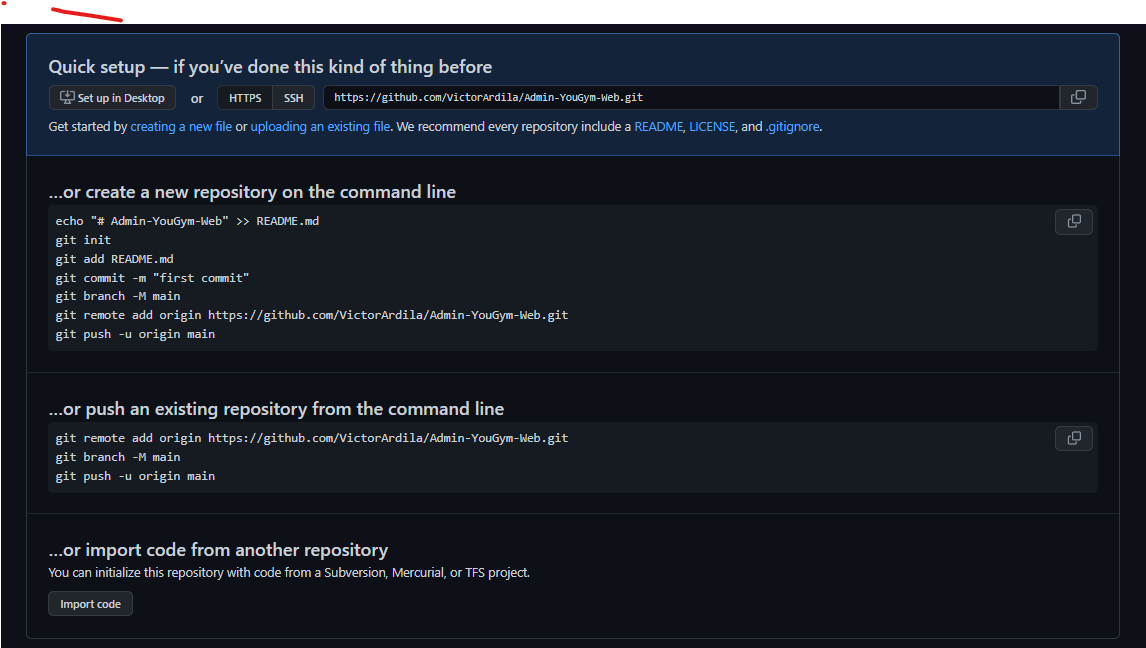 Quick setup — if you’ve done this kind of thing before
Set up in Desktop or HTTPS SSH https://github.com/VictorArdila/Admin-YouGym-Web.git
Get started by creating a new file or uploading an existing file. We recommend every repository include a README, LICENSE, and .gitignore.
…or create a new repository on the command line
echo "# Admin-YouGym-Web" >> README.md
git init
git add README.md
git commit -m "first commit"
git branch -M main
git remote add origin https://github.com/VictorArdila/Admin-YouGym-Web.git
git push -u origin main
…or push an existing repository from the command line
git remote add origin https://github.com/VictorArdila/Admin-YouGym-Web.git
git branch -M main
git push -u origin main
…or import code from another repository
You can initialize this repository with code from a Subversion, Mercurial, or TFS project.
Import code